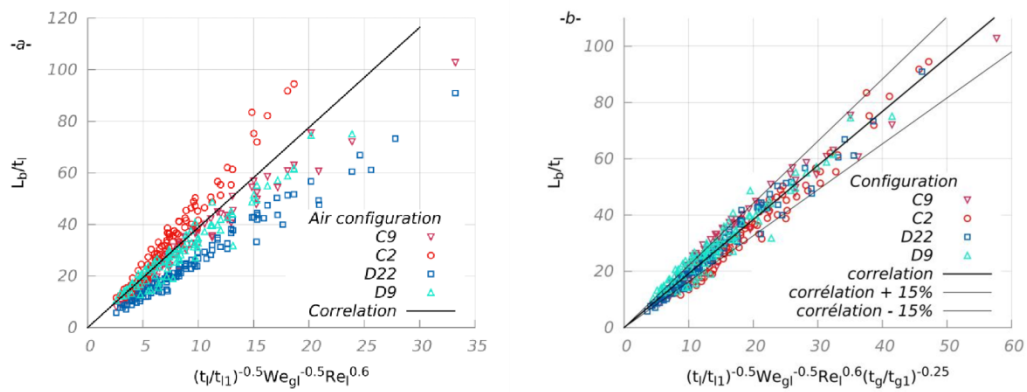 -a-
120
100
80
60
40
20
0
L_b/t_l
Air configuration
C9
C2
D22
D9
Correlation
0 5 10 15 20 25 30 35
(t_l/t_l1)^-0.5 We_gl^-0.5 Re_l^0.6
-b-
100
80
60
40
20
0
L_b/t_l
Configuration
C9
C2
D22
D9
correlation
corrélation + 15%
corrélation - 15%
0 10 20 30 40 50 60
(t_l/t_l1)^-0.5 We_gl^-0.5 Re_l^0.6 (t_g/t_g1)^-0.25